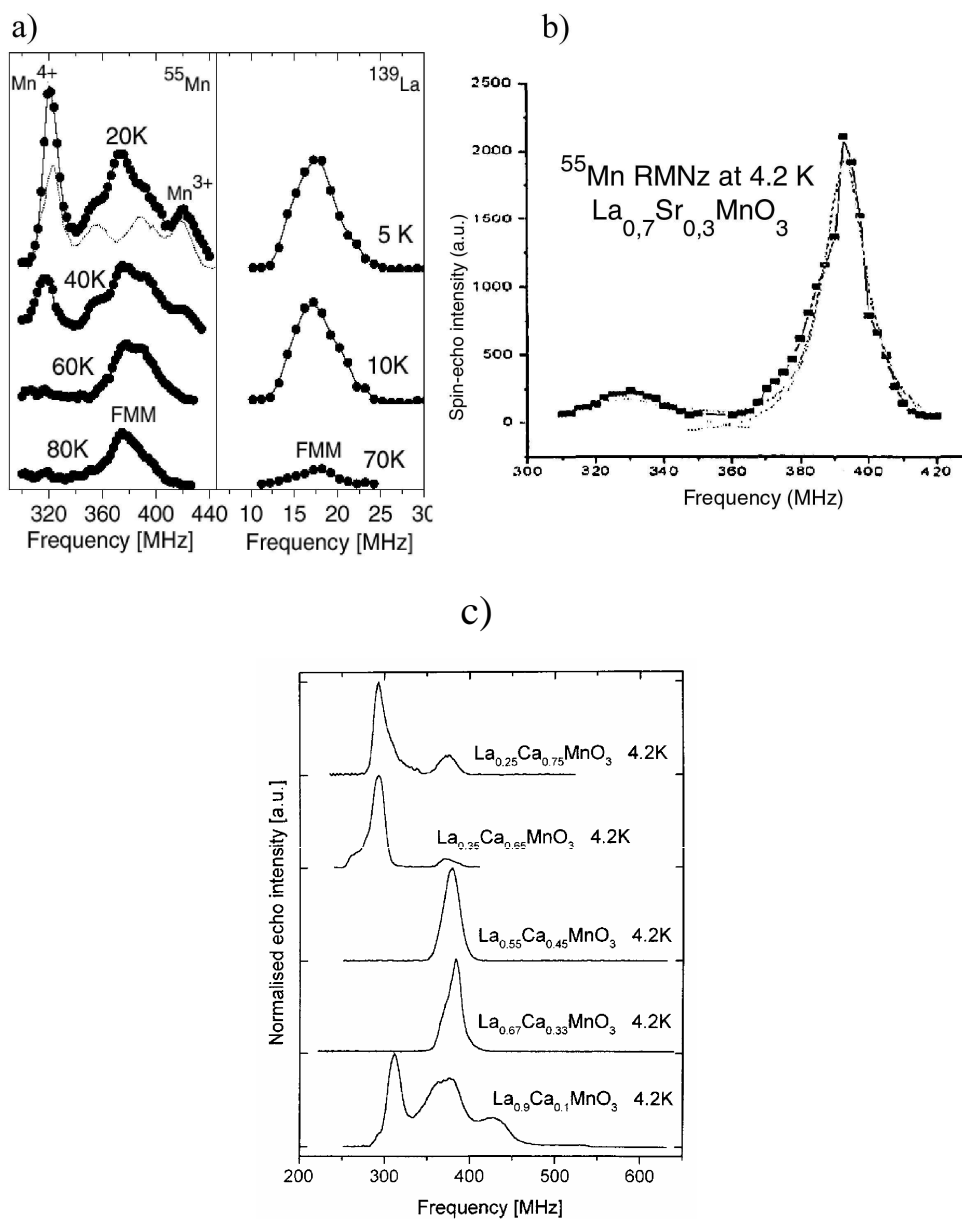 a)
Mn4+
55Mn
20K
Mn3+
40K
60K
FMM
80K
320 360 400 440
Frequency [MHz]
139La
5 K
10K
FMM
70K
10 15 20 25 30
Frequency [MHz]
b)
2500
2000
1500
1000
500
0
Spin-echo intensity (a.u.)
55Mn RMNz at 4.2 K
La0,7Sr0,3MnO3
300 320 340 360 380 400 420
Frequency (MHz)
c)
Normalised echo intensity [a.u.]
La0.25Ca0.75MnO3 4.2K
La0.35Ca0.65MnO3 4.2K
La0.55Ca0.45MnO3 4.2K
La0.67Ca0.33MnO3 4.2K
La0.9Ca0.1MnO3 4.2K
200 300 400 500 600
Frequency [MHz]